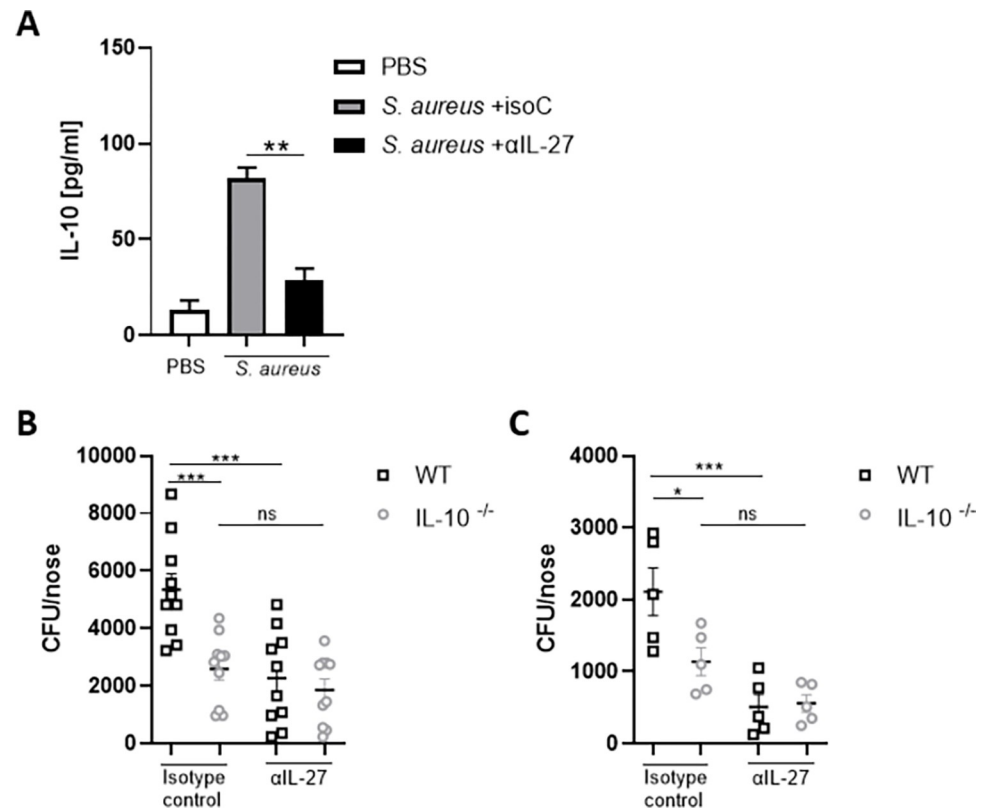 A
150
100
50
0
IL-10 [pg/ml]
**
PBS
S. aureus +isoC
S. aureus +αIL-27
PBS
S. aureus
B
10000
8000
6000
4000
2000
0
CFU/nose
***
***
ns
WT
IL-10 -/-
Isotype
control
αIL-27
C
4000
3000
2000
1000
0
CFU/nose
***
*
ns
WT
IL-10 -/-
Isotype
control
αIL-27